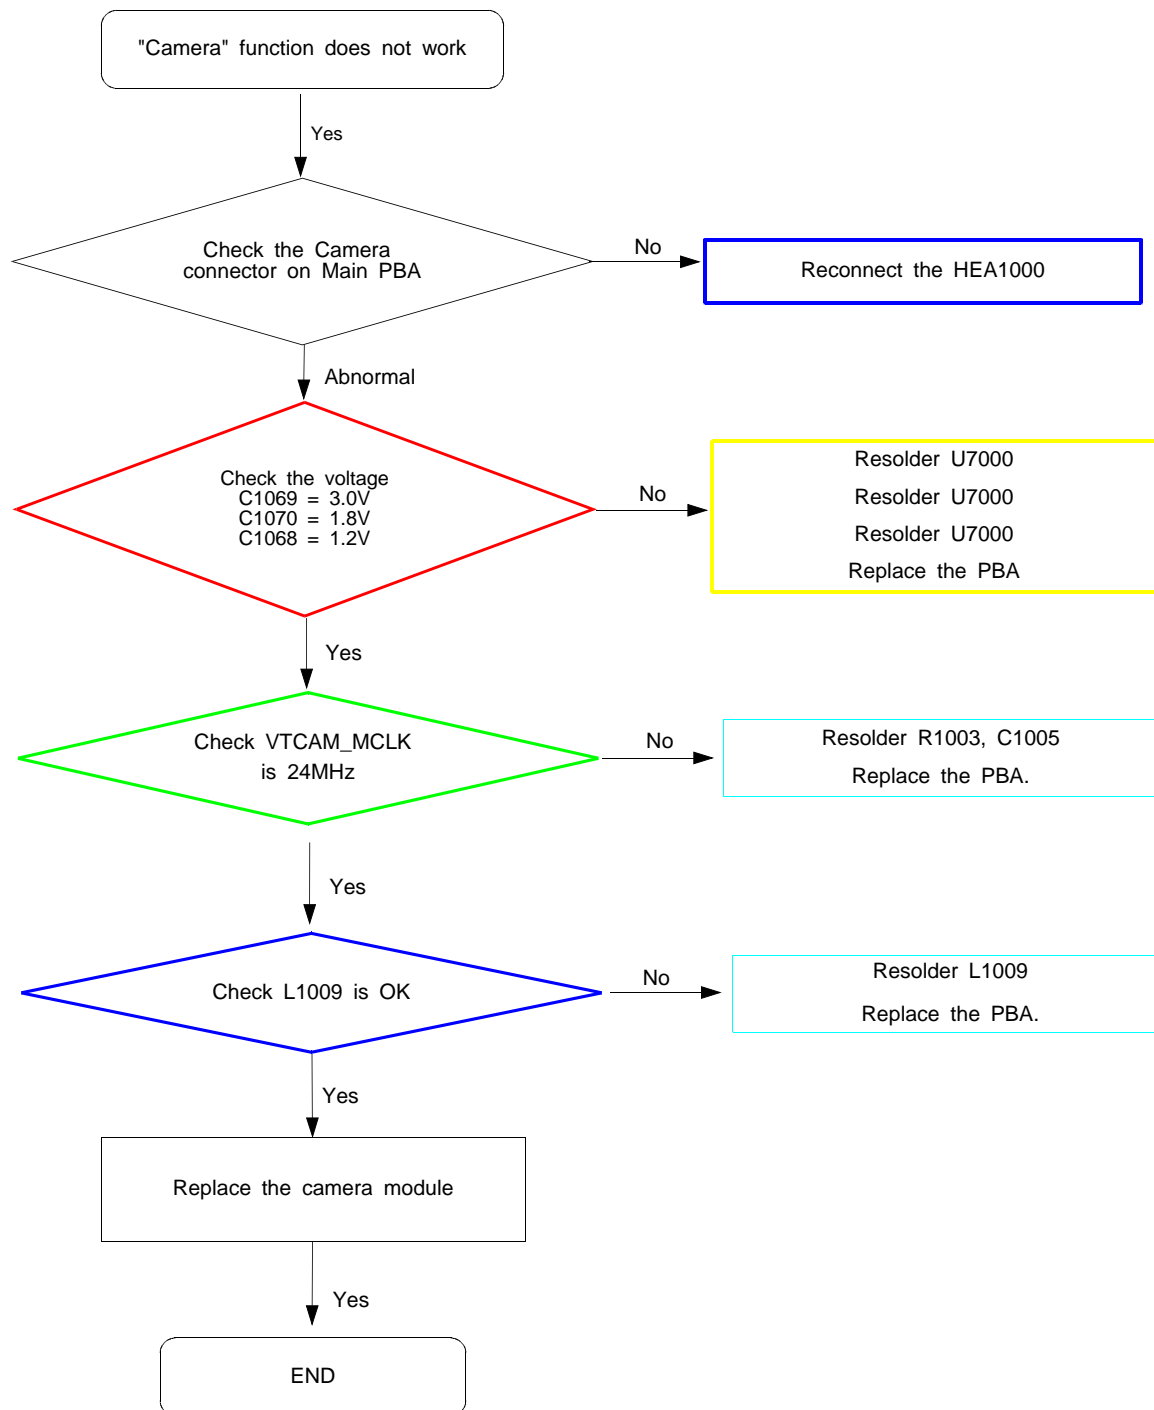 "Camera" function does not work
Yes
Check the Camera
connector on Main PBA
No
Reconnect the HEA1000
Abnormal
Check the voltage
C1069 = 3.0V
C1070 = 1.8V
C1068 = 1.2V
No
Resolder U7000
Resolder U7000
Resolder U7000
Replace the PBA
Yes
Check VTCAM_MCLK
is 24MHz
No
Resolder R1003, C1005
Replace the PBA.
Yes
Check L1009 is OK
No
Resolder L1009
Replace the PBA.
Yes
Replace the camera module
Yes
END